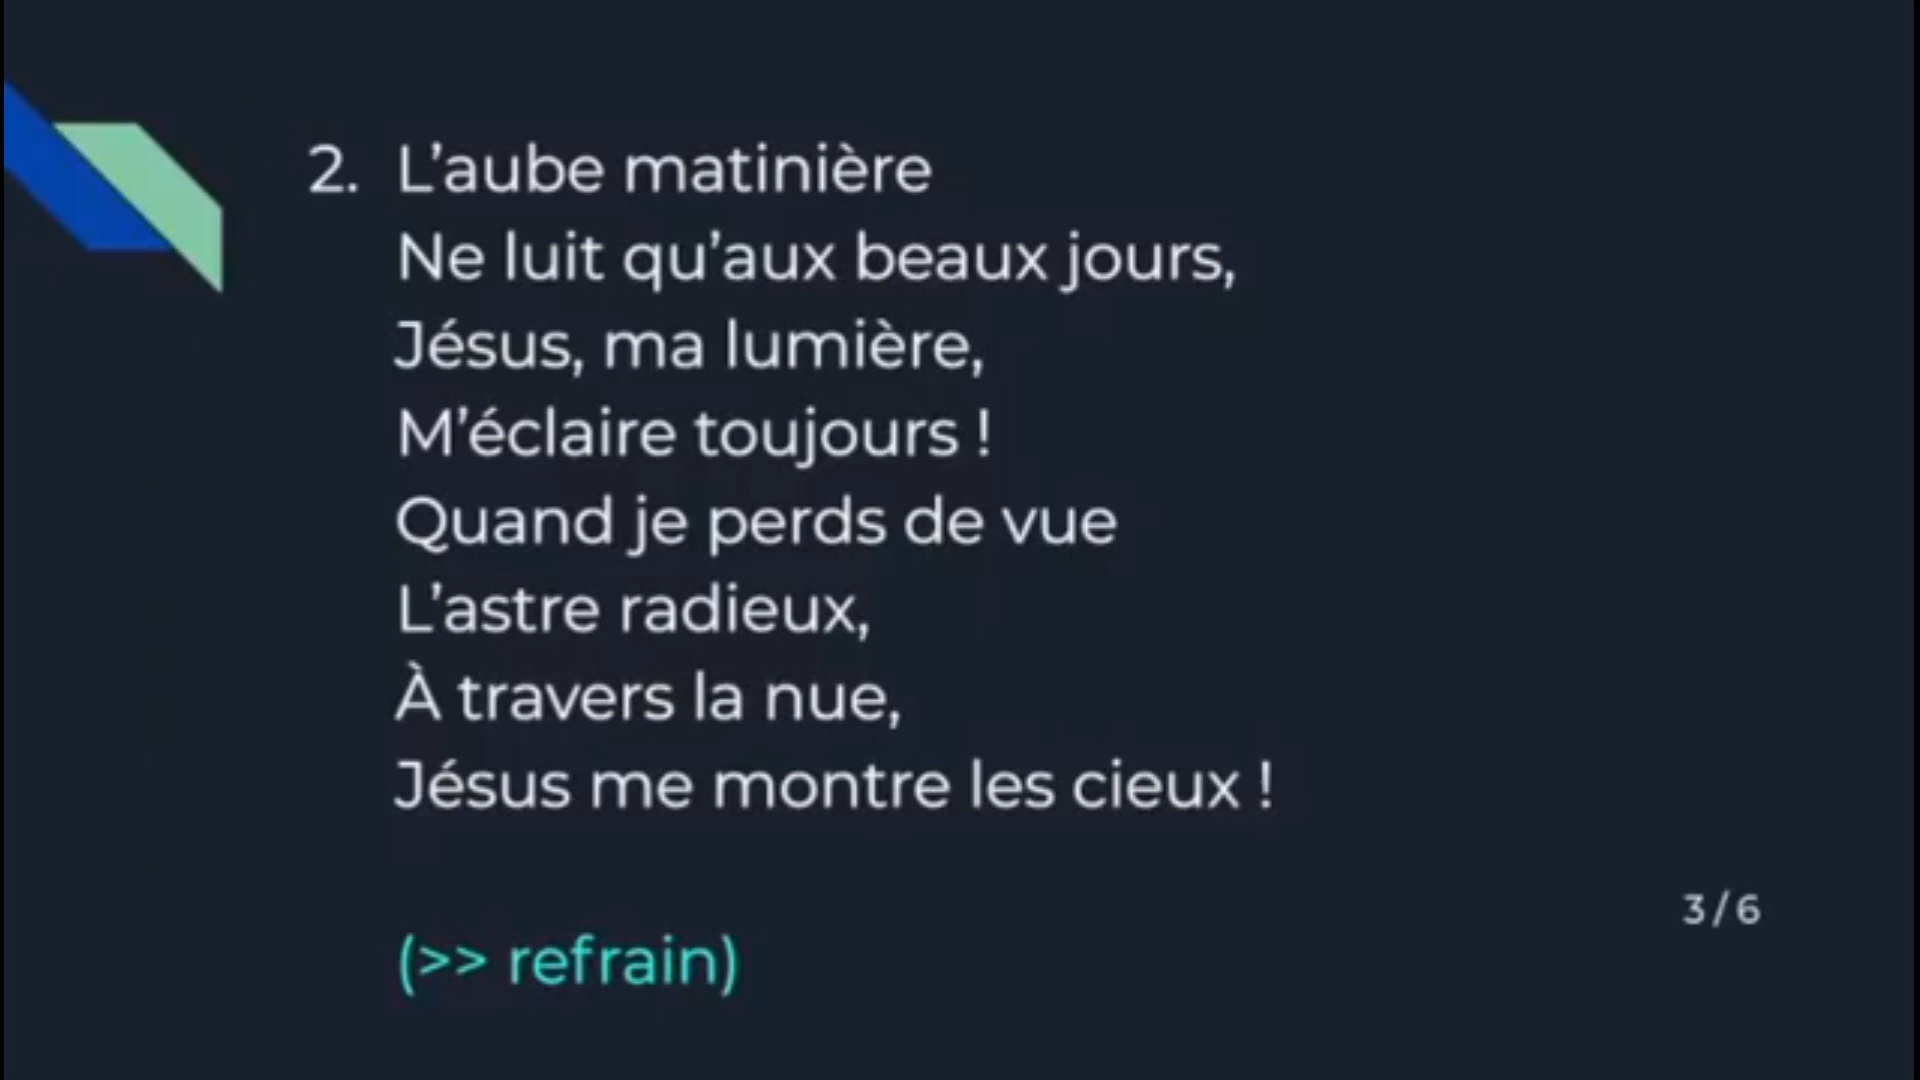 2. L’aube matinière
Ne luit qu’aux beaux jours,
Jésus, ma lumière,
M’éclaire toujours !
Quand je perds de vue
L’astre radieux,
À travers la nue,
Jésus me montre les cieux !
3 / 6
(>> refrain)